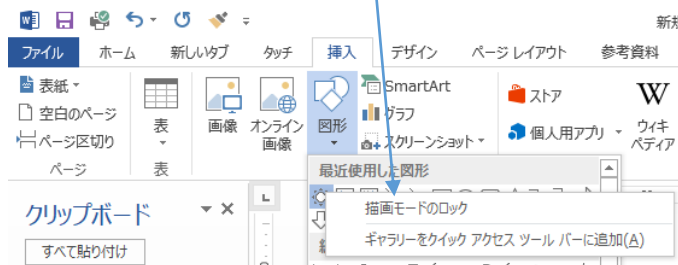 新規
ファイル ホーム 新しいタブ タッチ 挿入 デザイン ページ レイアウト 参考資料
表紙
空白のページ
ページ区切り
ページ
表
表
画像
オンライン
画像
図形
SmartArt
グラフ
スクリーンショット
ストア
個人用アプリ
W
ウィキ
ペディア
最近使用した図形
描画モードのロック
ギャラリーをクイック アクセス ツール バーに追加(A)
クリップボード
すべて貼り付け